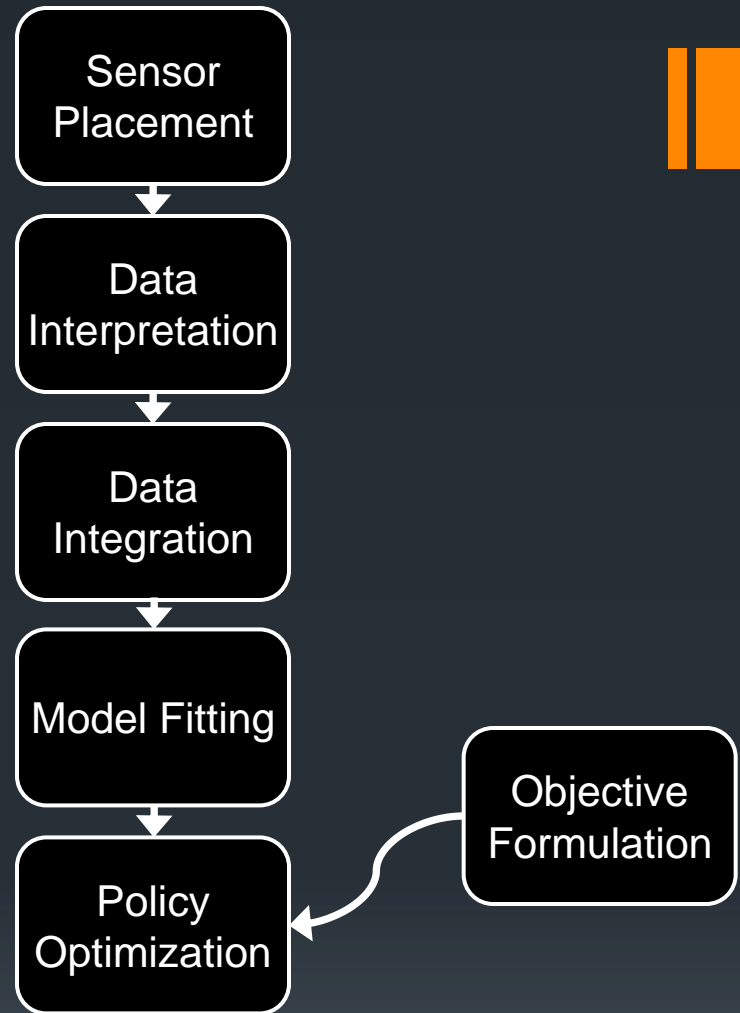 Sensor
Placement
Data
Interpretation
Data
Integration
Model Fitting
Objective
Formulation
Policy
Optimization